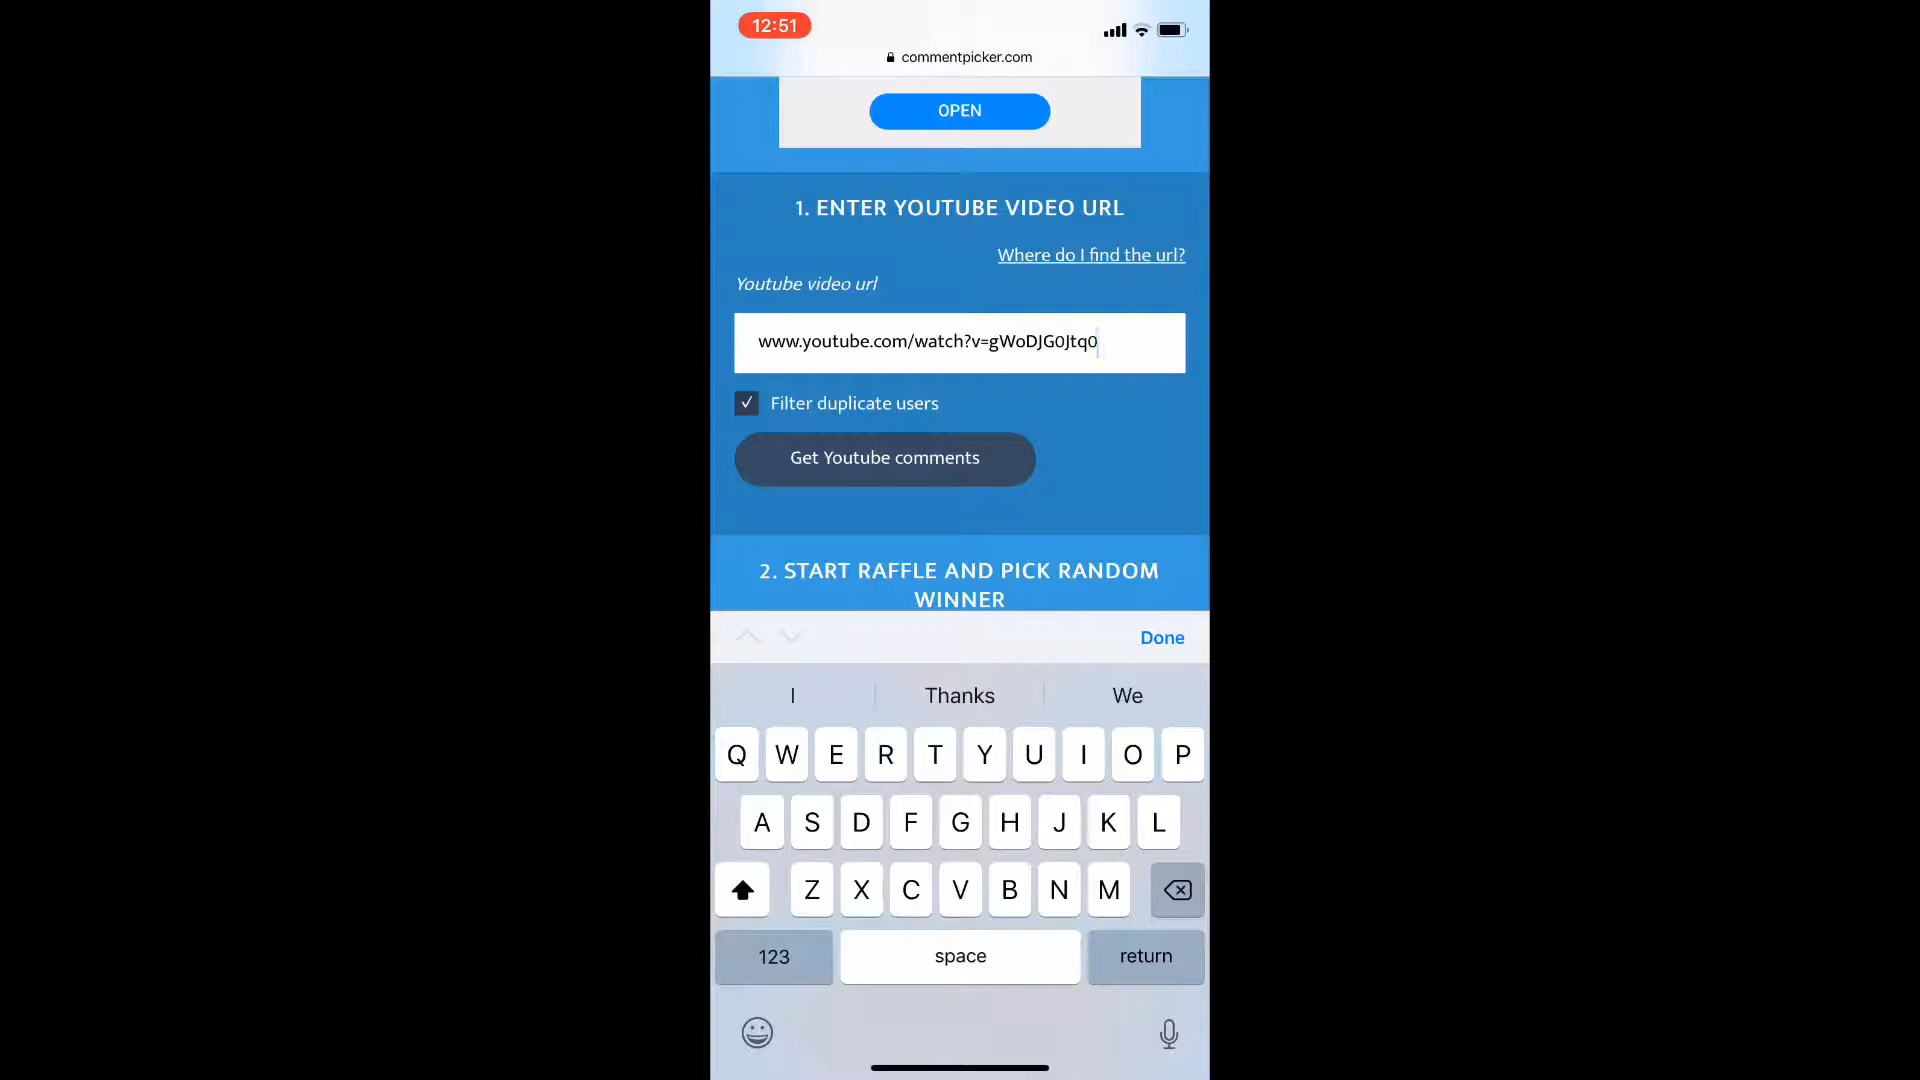 12:51
commentpicker.com
OPEN
1. ENTER YOUTUBE VIDEO URL
Where do I find the url?
Youtube video url
www.youtube.com/watch?v=gWoDJG0Jtq0
✓ Filter duplicate users
Get Youtube comments
2. START RAFFLE AND PICK RANDOM
WINNER
Done
I Thanks We
Q W E R T Y U I O P
A S D F G H J K L
Z X C V B N M
123 space return